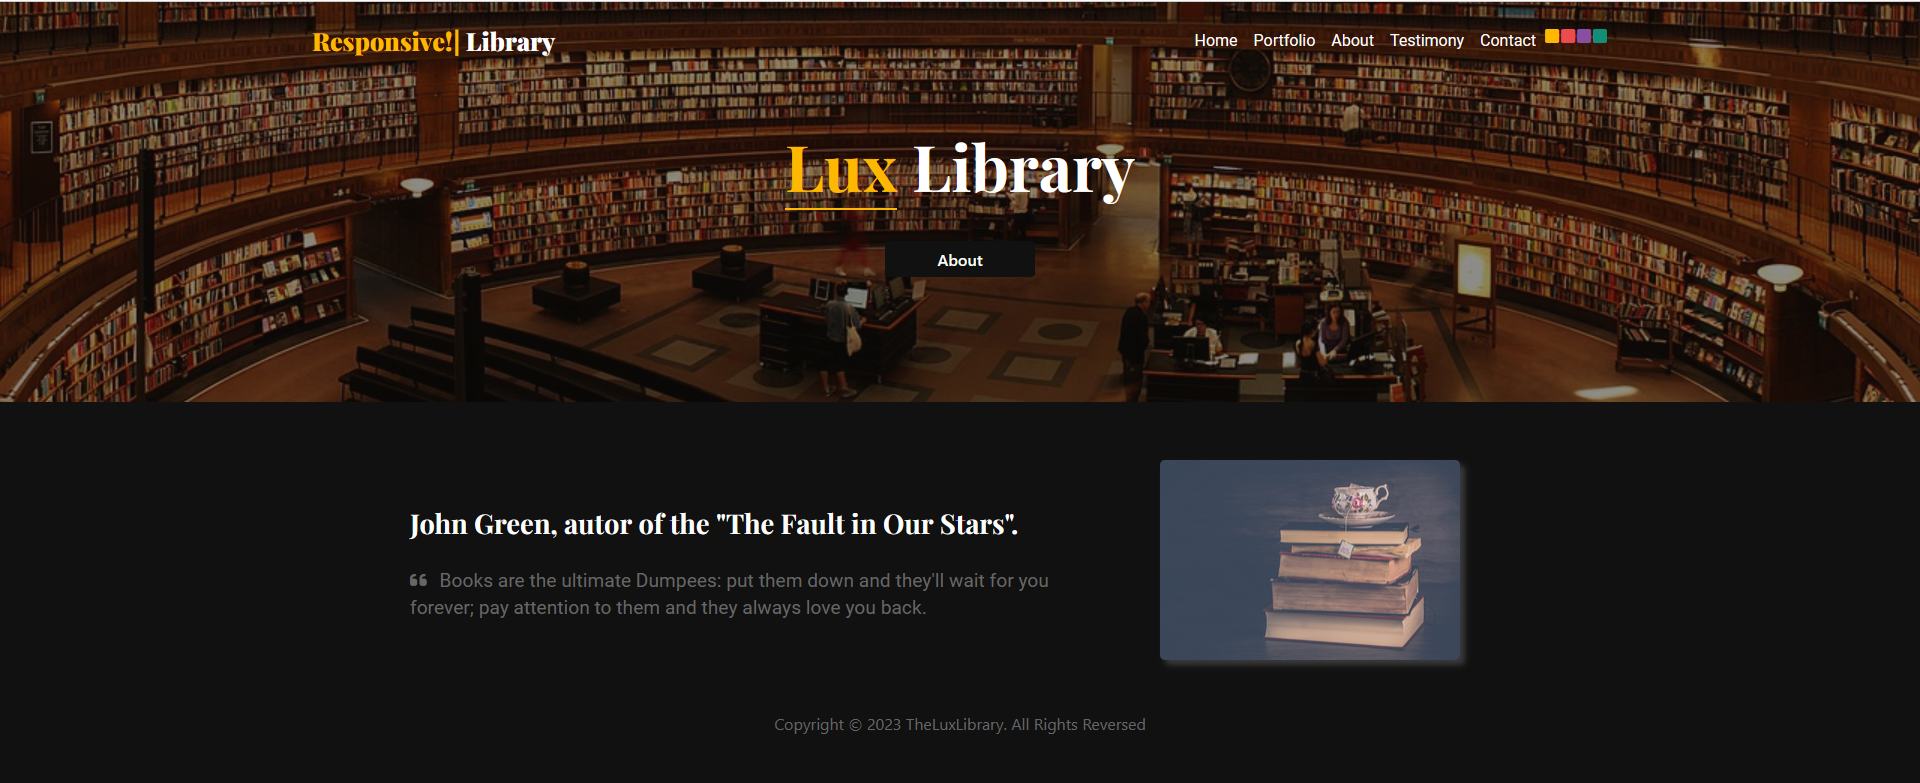 Responsive!| Library
Home Portfolio About Testimony Contact
Lux Library
About
John Green, autor of the "The Fault in Our Stars".
❝ Books are the ultimate Dumpees: put them down and they'll wait for you
forever; pay attention to them and they always love you back.
Copyright © 2023 TheLuxLibrary. All Rights Reversed